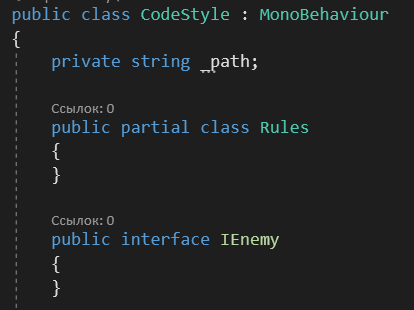 public class CodeStyle : MonoBehaviour
{
private string _path;
Ссылок: 0
public partial class Rules
{
}
Ссылок: 0
public interface IEnemy
{
}